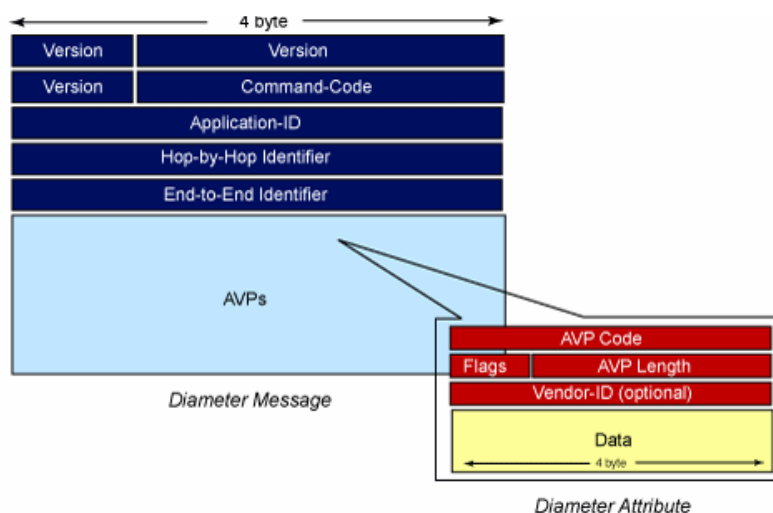 4 byte
Version Version
Version Command-Code
Application-ID
Hop-by-Hop Identifier
End-to-End Identifier
AVPs
Diameter Message
AVP Code
Flags AVP Length
Vendor-ID (optional)
Data
4 byte
Diameter Attribute